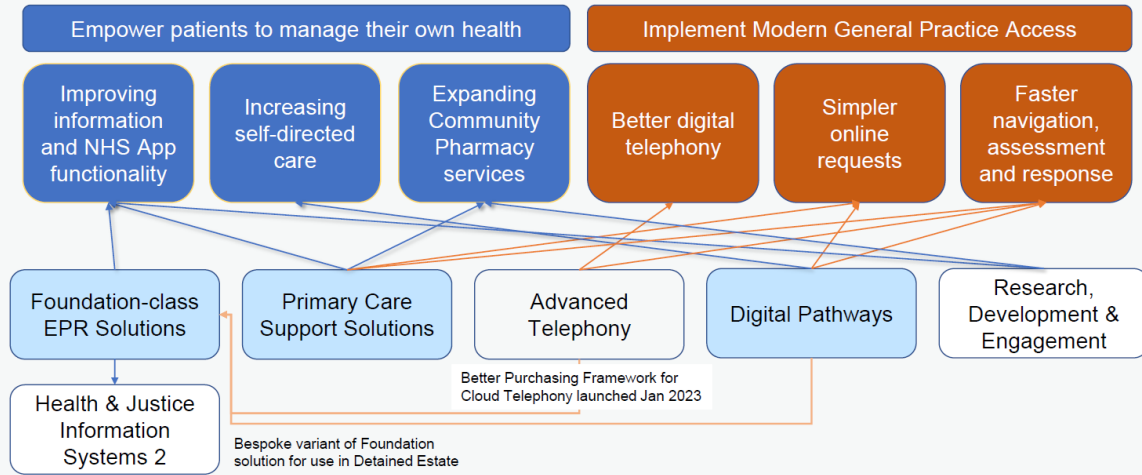 Empower patients to manage their own health
Implement Modern General Practice Access
Improving
information
and NHS App
functionality
Increasing
self-directed
care
Expanding
Community
Pharmacy
services
Better digital
telephony
Simpler
online
requests
Faster
navigation,
assessment
and response
Foundation-class
EPR Solutions
Primary Care
Support Solutions
Advanced
Telephony
Digital Pathways
Research,
Development &
Engagement
Better Purchasing Framework for
Cloud Telephony launched Jan 2023
Health & Justice
Information
Systems 2
Bespoke variant of Foundation
solution for use in Detained Estate